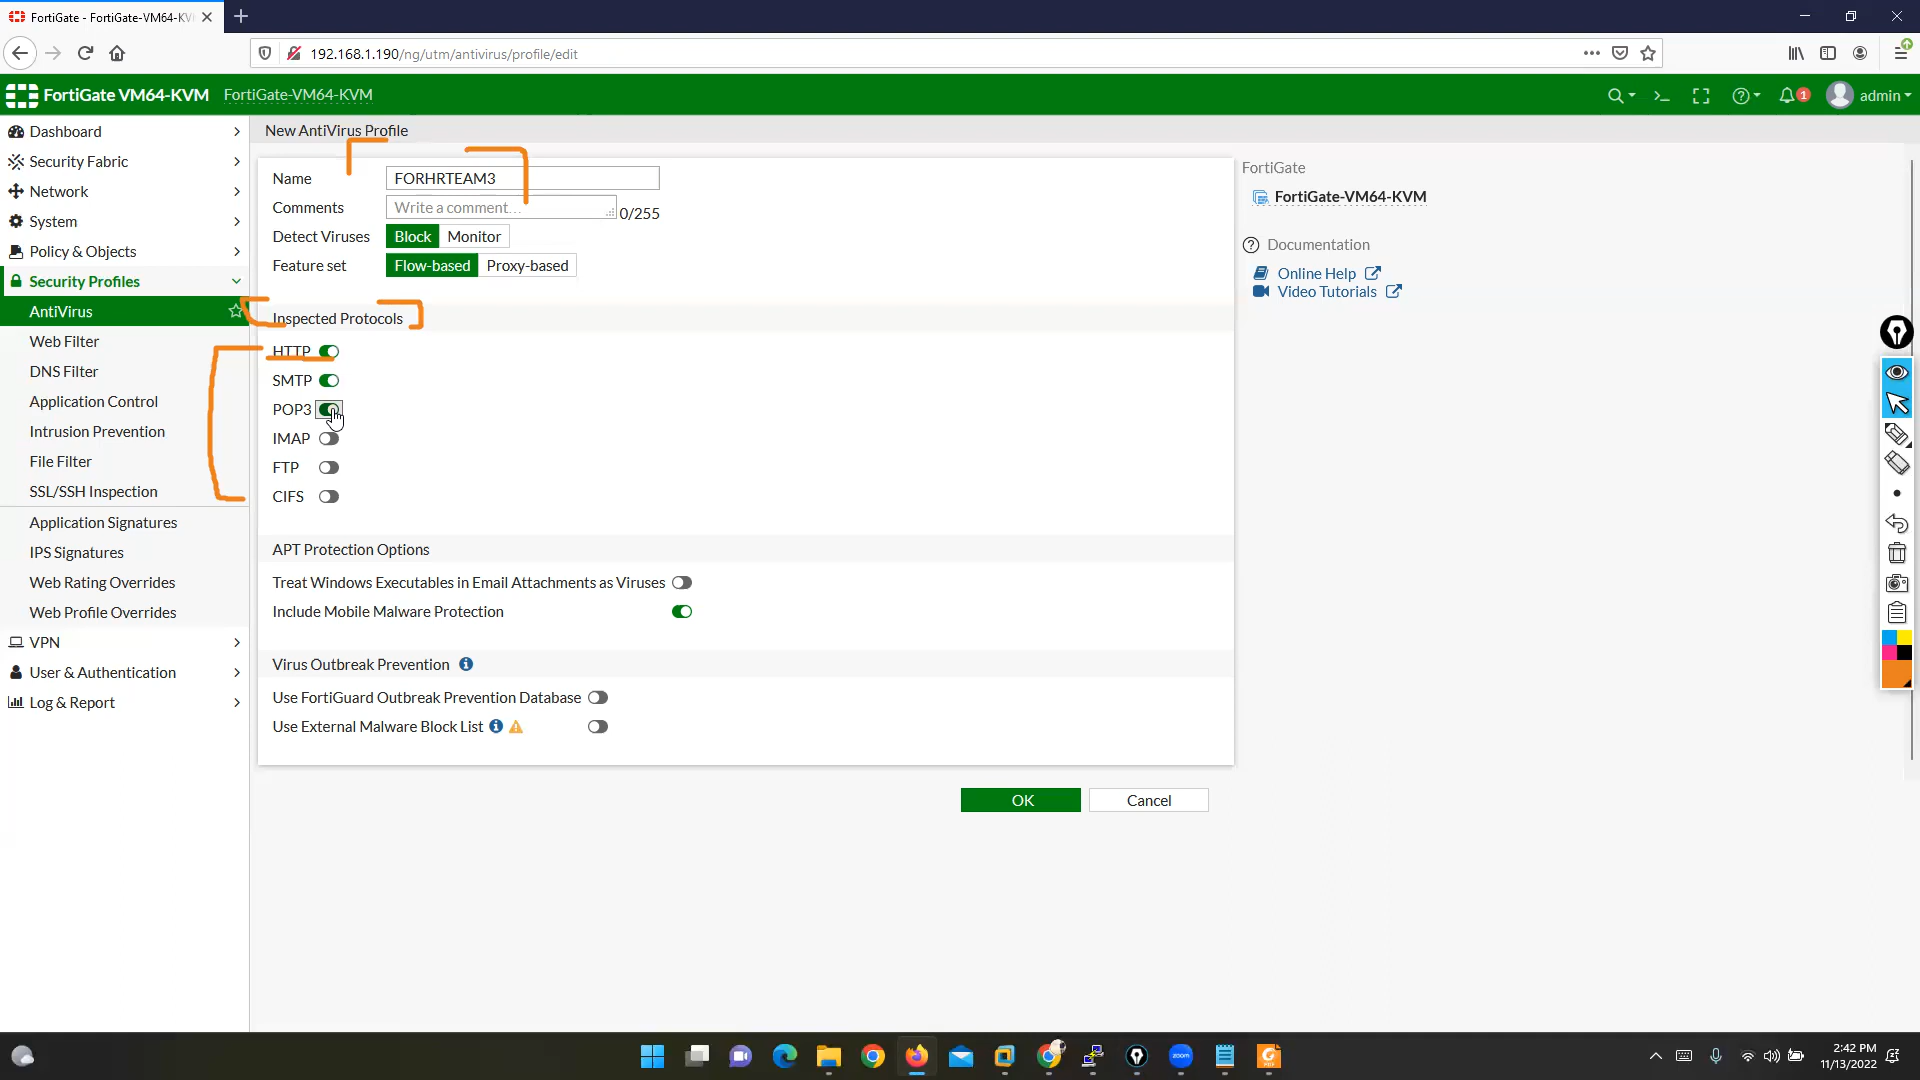 FortiGate - FortiGate-VM64-KV
192.168.1.190/ng/utm/antivirus/profile/edit
FortiGate VM64-KVM
FortiGate-VM64-KVM
1
admin
Dashboard
Security Fabric
Network
System
Policy & Objects
Security Profiles
AntiVirus
Web Filter
DNS Filter
Application Control
Intrusion Prevention
File Filter
SSL/SSH Inspection
Application Signatures
IPS Signatures
Web Rating Overrides
Web Profile Overrides
VPN
User & Authentication
Log & Report
New AntiVirus Profile
Name FORHRTEAM3
Comments Write a comment... 0/255
Detect Viruses Block Monitor
Feature set Flow-based Proxy-based
Inspected Protocols
HTTP
SMTP
POP3
IMAP
FTP
CIFS
APT Protection Options
Treat Windows Executables in Email Attachments as Viruses
Include Mobile Malware Protection
Virus Outbreak Prevention
Use FortiGuard Outbreak Prevention Database
Use External Malware Block List
OK Cancel
FortiGate
FortiGate-VM64-KVM
Documentation
Online Help
Video Tutorials
zoom
2:42 PM
11/13/2022